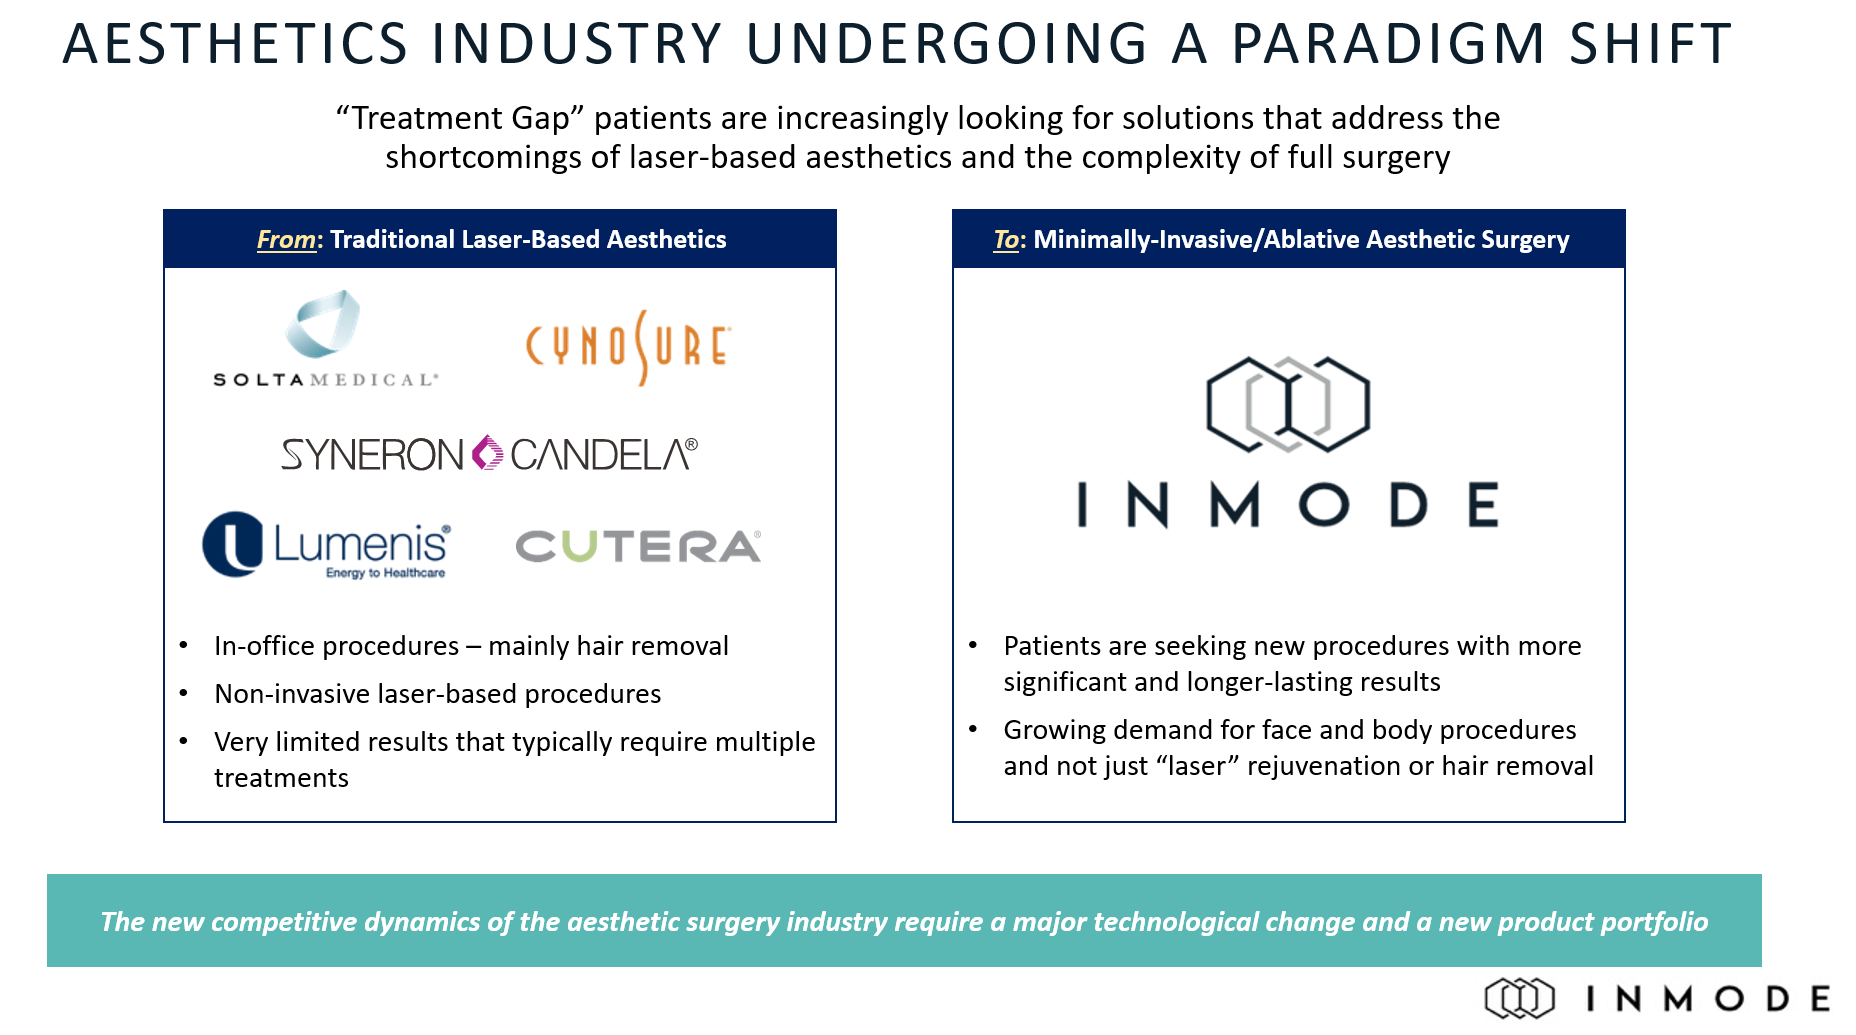 AESTHETICS INDUSTRY UNDERGOING A PARADIGM SHIFT
“Treatment Gap” patients are increasingly looking for solutions that address the
shortcomings of laser-based aesthetics and the complexity of full surgery
From: Traditional Laser-Based Aesthetics
SOLTAMEDICAL®
CYNOSURE®
SYNERON CANDELA®
Lumenis®
Energy to Healthcare
CUTERA®
• In-office procedures – mainly hair removal
• Non-invasive laser-based procedures
• Very limited results that typically require multiple
treatments
To: Minimally-Invasive/Ablative Aesthetic Surgery
INMODE
• Patients are seeking new procedures with more
significant and longer-lasting results
• Growing demand for face and body procedures
and not just “laser” rejuvenation or hair removal
The new competitive dynamics of the aesthetic surgery industry require a major technological change and a new product portfolio
INMODE